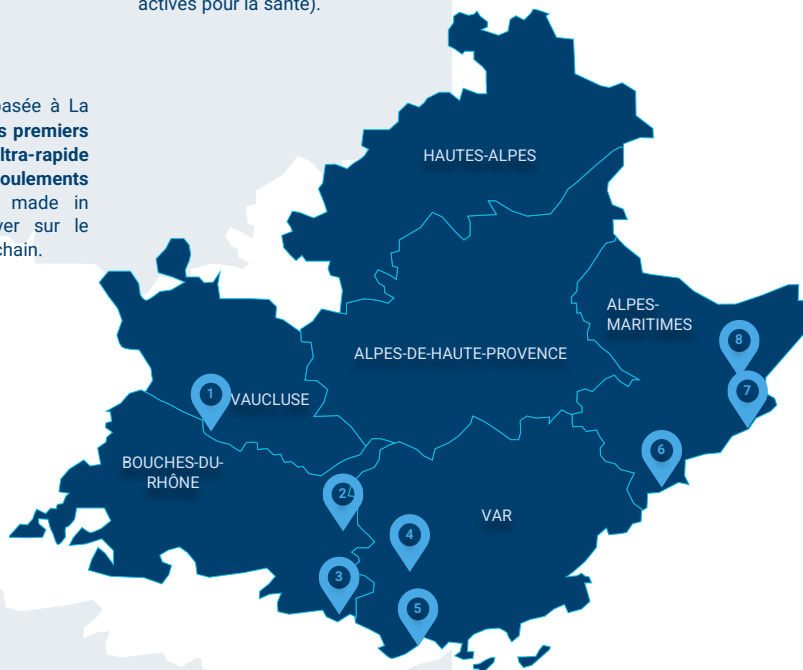 actives pour la santé).
basée à La
s premiers
ltra-rapide
oulements
made in
ver sur le
chain.
HAUTES-ALPES
ALPES-
MARITIMES
8
ALPES-DE-HAUTE-PROVENCE
7
1
VAUCLUSE
6
BOUCHES-DU-
RHÔNE
2
VAR
4
3
5